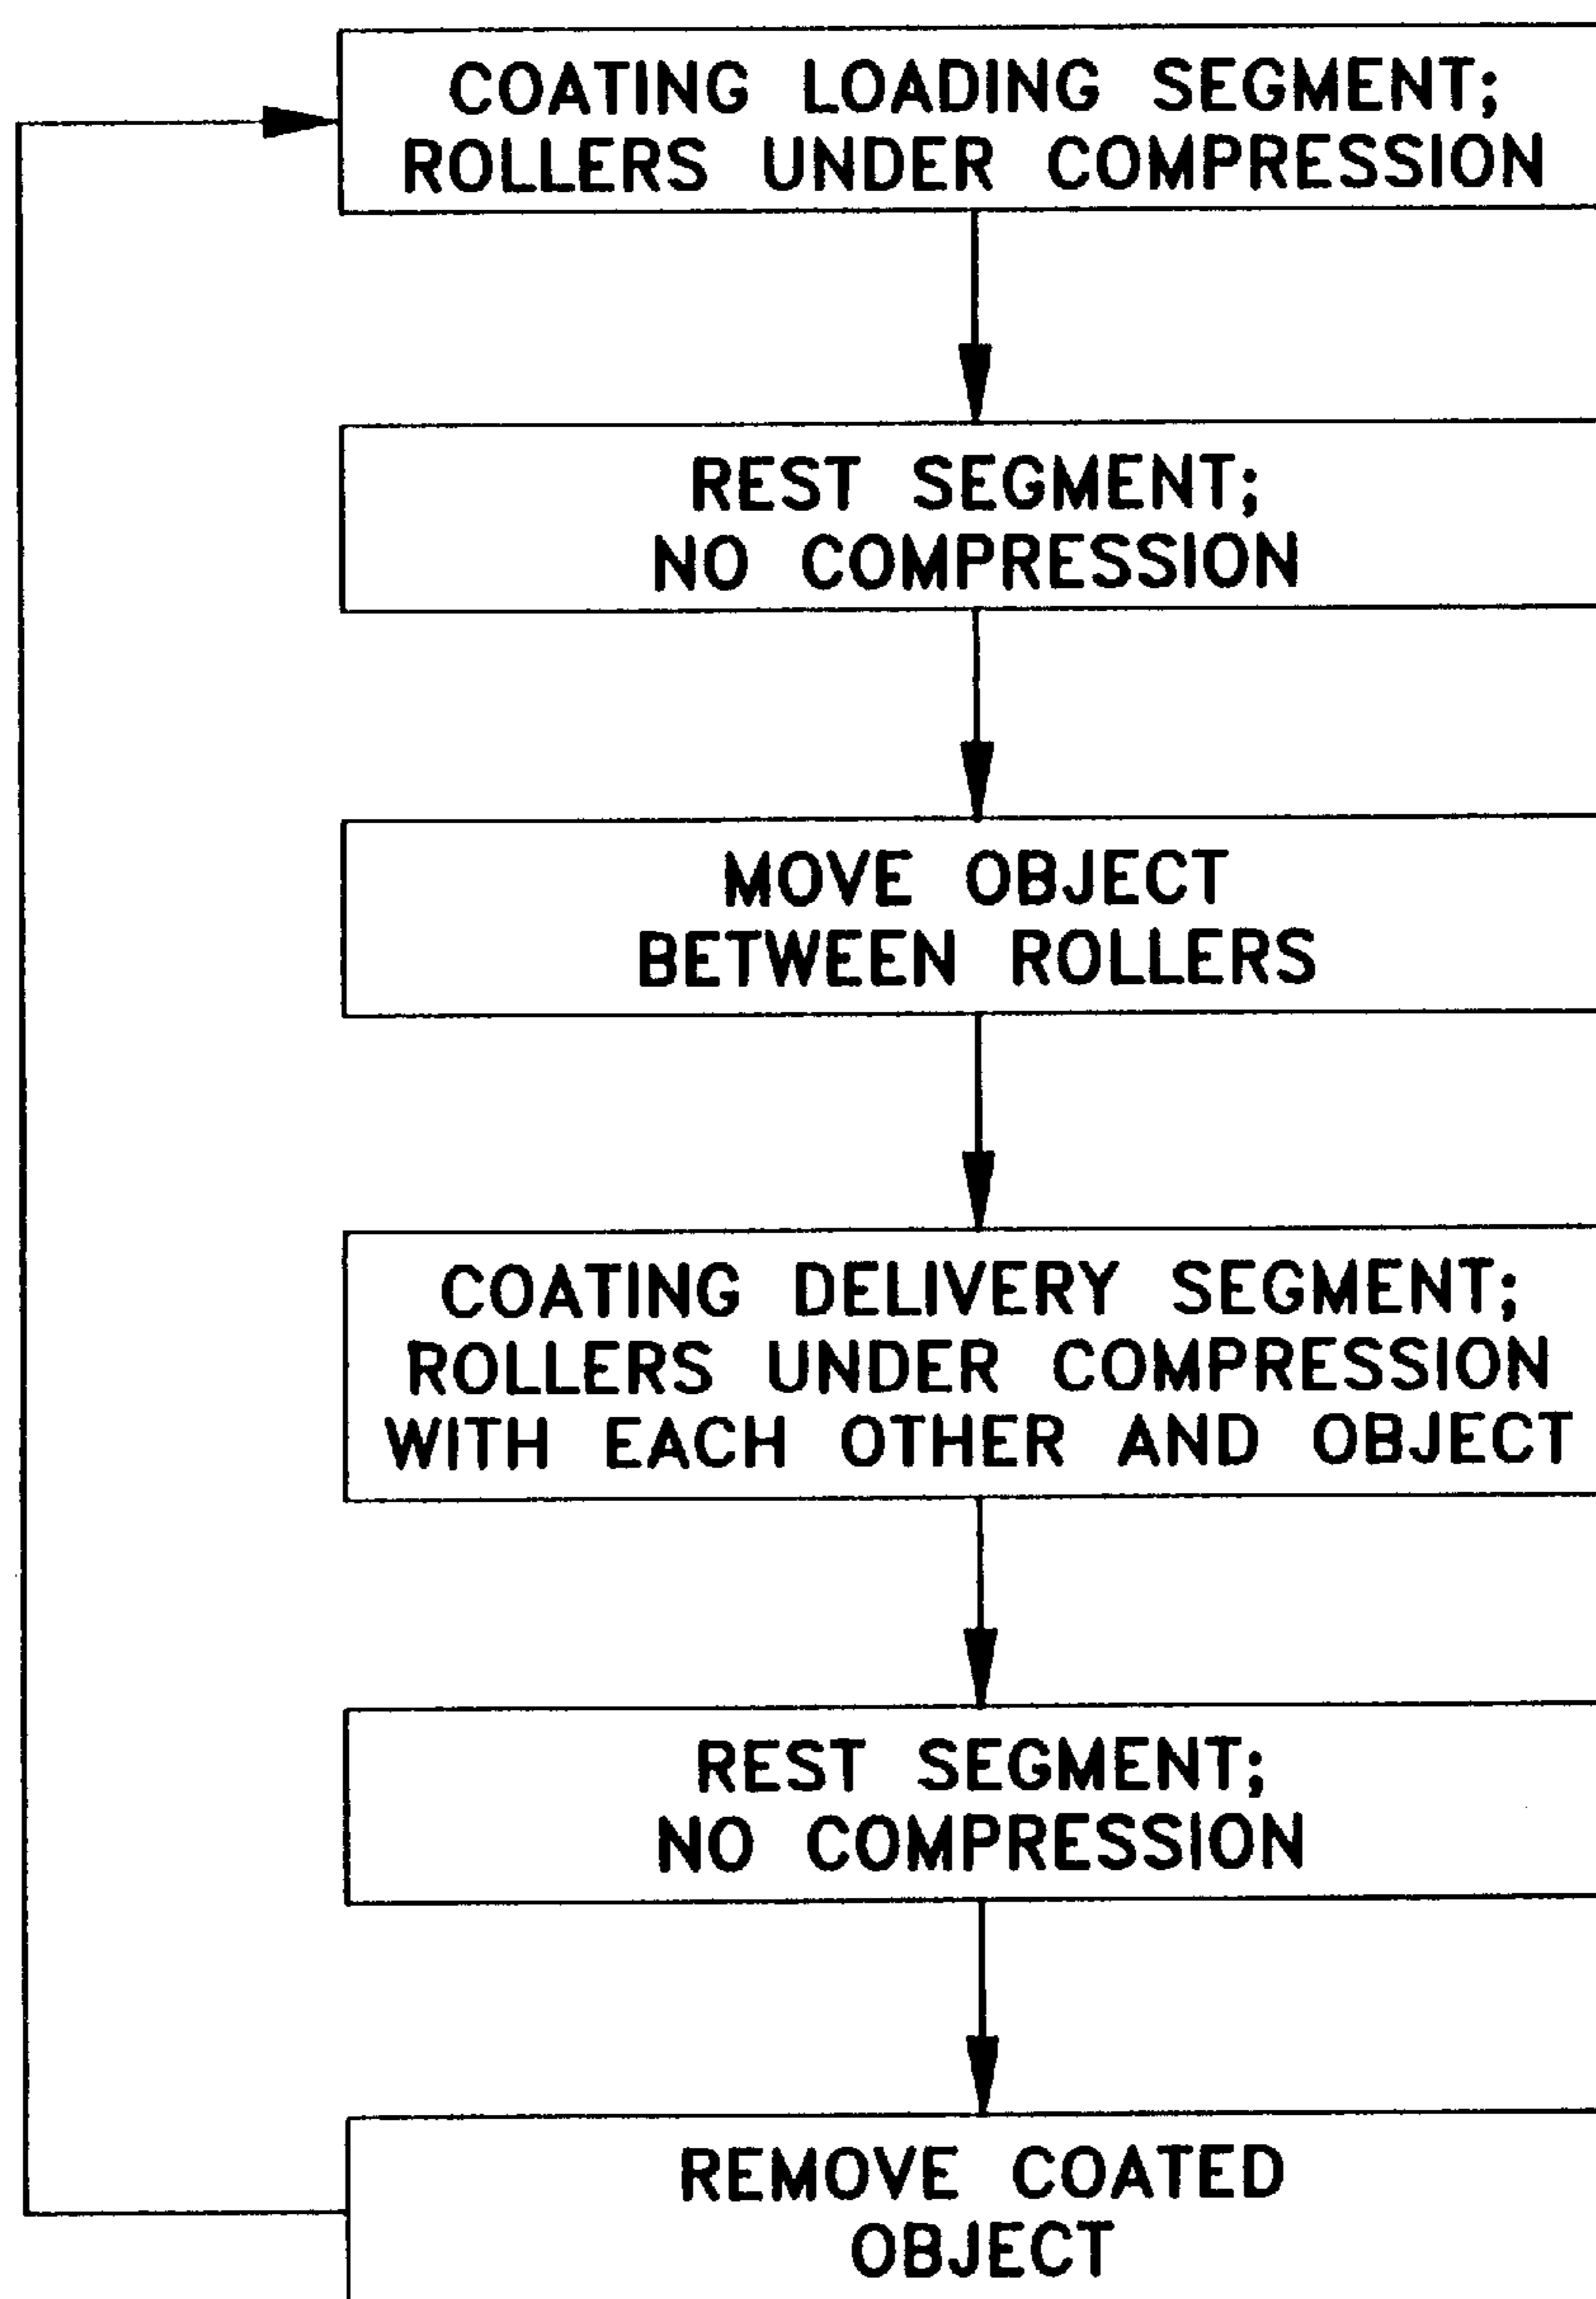 COATING LOADING SEGMENT;
ROLLERS UNDER COMPRESSION
REST SEGMENT;
NO COMPRESSION
MOVE OBJECT
BETWEEN ROLLERS
COATING DELIVERY SEGMENT;
ROLLERS UNDER COMPRESSION
WITH EACH OTHER AND OBJECT
REST SEGMENT;
NO COMPRESSION
REMOVE COATED
OBJECT